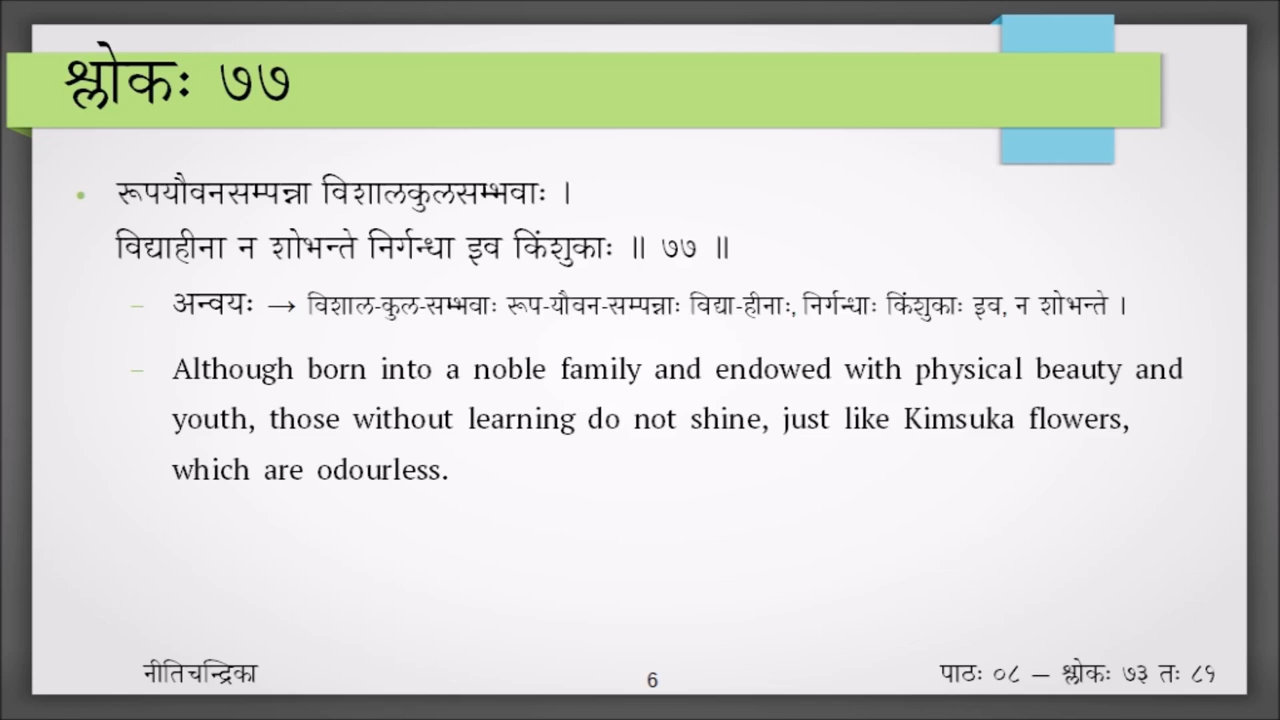 श्लोकः ७७
रूपयौवनसम्पन्ना विशालकुलसम्भवाः ।
विद्याहीना न शोभन्ते निर्गन्धा इव किंशुकाः ॥ ७७ ॥
– अन्वयः → विशाल-कुल-सम्भवाः रूप-यौवन-सम्पन्नाः विद्या-हीनाः, निर्गन्धाः किंशुकाः इव, न शोभन्ते ।
– Although born into a noble family and endowed with physical beauty and
youth, those without learning do not shine, just like Kimsuka flowers,
which are odourless.
नीतिचन्द्रिका
6
पाठः ०८ – श्लोकः ७३ तः ८१